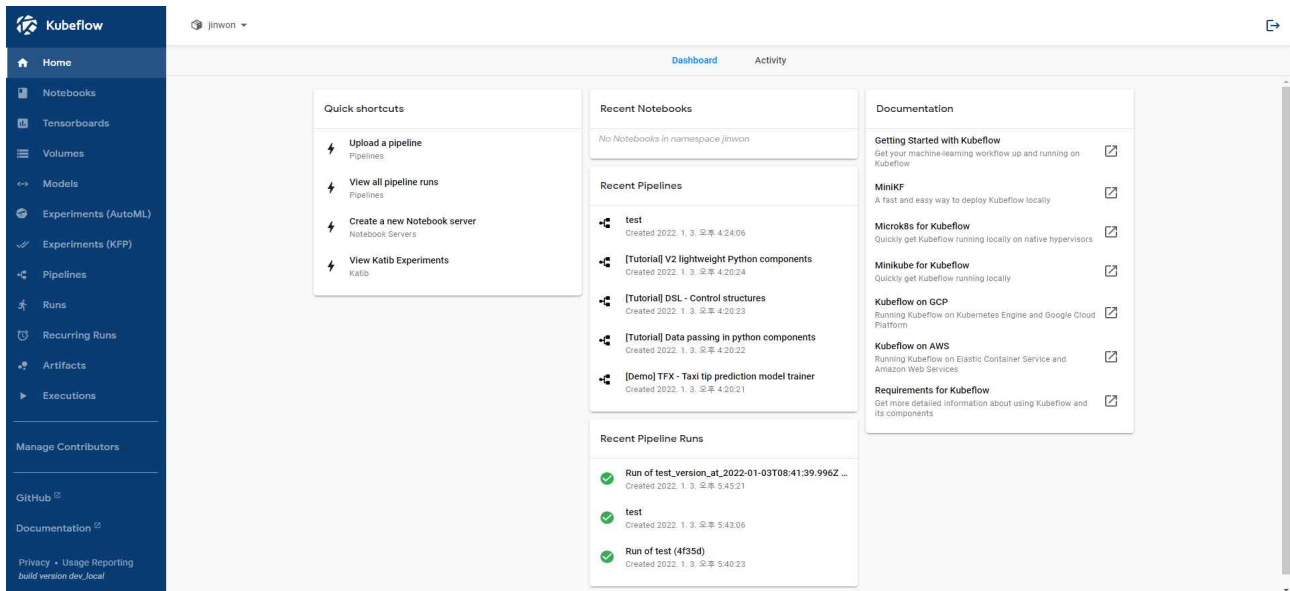 Kubeflow
jinwon
Home
Notebooks
Tensorboards
Volumes
Models
Experiments (AutoML)
Experiments (KFP)
Pipelines
Runs
Recurring Runs
Artifacts
Executions
Manage Contributors
GitHub
Documentation
Privacy • Usage Reporting
build version dev_local
Dashboard Activity
Quick shortcuts
Upload a pipeline
Pipelines
View all pipeline runs
Pipelines
Create a new Notebook server
Notebook Servers
View Katib Experiments
Katib
Recent Notebooks
No Notebooks in namespace jinwon
Recent Pipelines
test
Created 2022. 1. 3. 오후 4:24:06
[Tutorial] V2 lightweight Python components
Created 2022. 1. 3. 오후 4:20:24
[Tutorial] DSL - Control structures
Created 2022. 1. 3. 오후 4:20:23
[Tutorial] Data passing in python components
Created 2022. 1. 3. 오후 4:20:22
[Demo] TFX - Taxi tip prediction model trainer
Created 2022. 1. 3. 오후 4:20:21
Recent Pipeline Runs
Run of test_version_at_2022-01-03T08:41:39.996Z ...
Created 2022. 1. 3. 오후 5:45:21
test
Created 2022. 1. 3. 오후 5:43:06
Run of test (4f35d)
Created 2022. 1. 3. 오후 5:40:23
Documentation
Getting Started with Kubeflow
Get your machine-learning workflow up and running on
Kubeflow
MiniKF
A fast and easy way to deploy Kubeflow locally
Microk8s for Kubeflow
Quickly get Kubeflow running locally on native hypervisors
Minikube for Kubeflow
Quickly get Kubeflow running locally
Kubeflow on GCP
Running Kubeflow on Kubernetes Engine and Google Cloud
Platform
Kubeflow on AWS
Running Kubeflow on Elastic Container Service and
Amazon Web Services
Requirements for Kubeflow
Get more detailed information about using Kubeflow and
its components